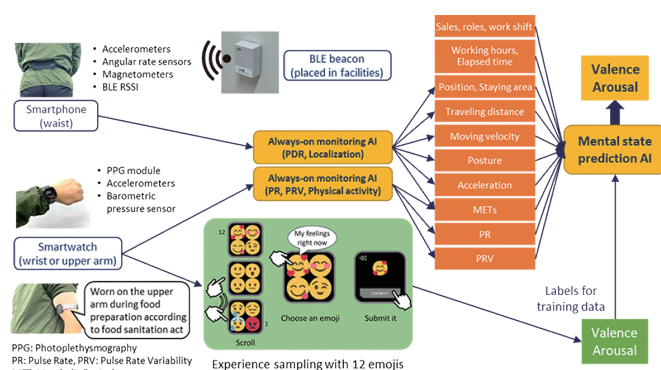 • Accelerometers
• Angular rate sensors
• Magnetometers
• BLE RSSI
BLE beacon
(placed in facilities)
Smartphone
(waist)
Always-on monitoring AI
(PDR, Localization)
Always-on monitoring AI
(PR, PRV, Physical activity)
• PPG module
• Accelerometers
• Barometric
pressure sensor
Smartwatch
(wrist or upper arm)
Worn on the upper
arm during food
preparation according
to food sanitation act
12
1
Scroll
My feelings
right now
Choose an emoji
Submit it
Experience sampling with 12 emojis
Sales, roles, work shift
Working hours,
Elapsed time
Position, Staying area
Traveling distance
Moving velocity
Posture
Acceleration
METs
PR
PRV
Valence
Arousal
Mental state
prediction AI
Labels for
training data
Valence
Arousal
PPG: Photoplethysmography
PR: Pulse Rate, PRV: Pulse Rate Variability